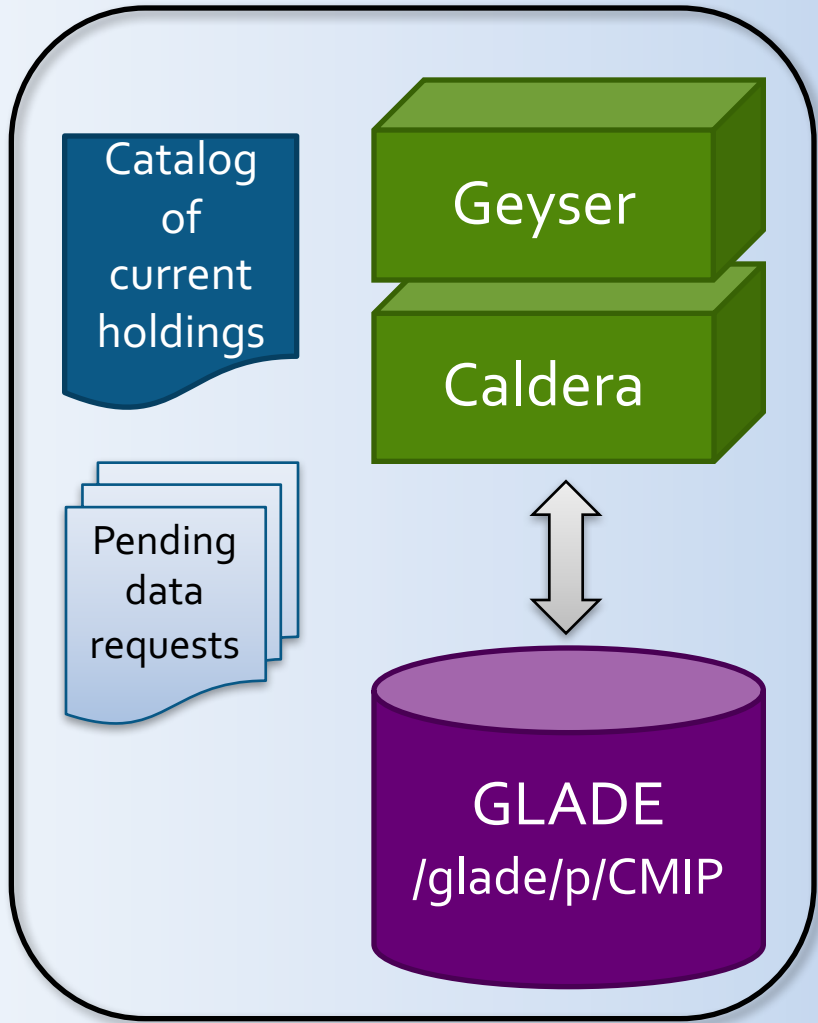 Catalog
of
current
holdings
Geyser
Caldera
Pending
data
requests
GLADE
/glade/p/CMIP